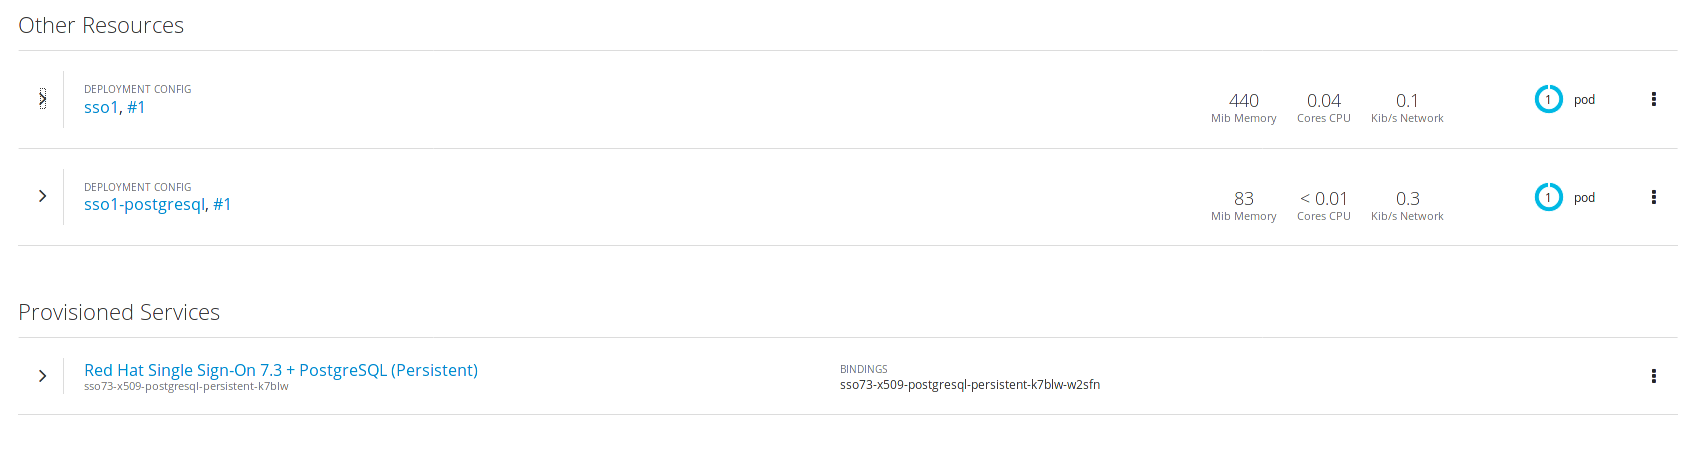 Other Resources
DEPLOYMENT CONFIG
sso1, #1
440 0.04 0.1
Mib Memory Cores CPU Kib/s Network
1 pod
DEPLOYMENT CONFIG
sso1-postgresql, #1
83 < 0.01 0.3
Mib Memory Cores CPU Kib/s Network
1 pod
Provisioned Services
Red Hat Single Sign-On 7.3 + PostgreSQL (Persistent)
sso73-x509-postgresql-persistent-k7blw
BINDINGS
sso73-x509-postgresql-persistent-k7blw-w2sfn